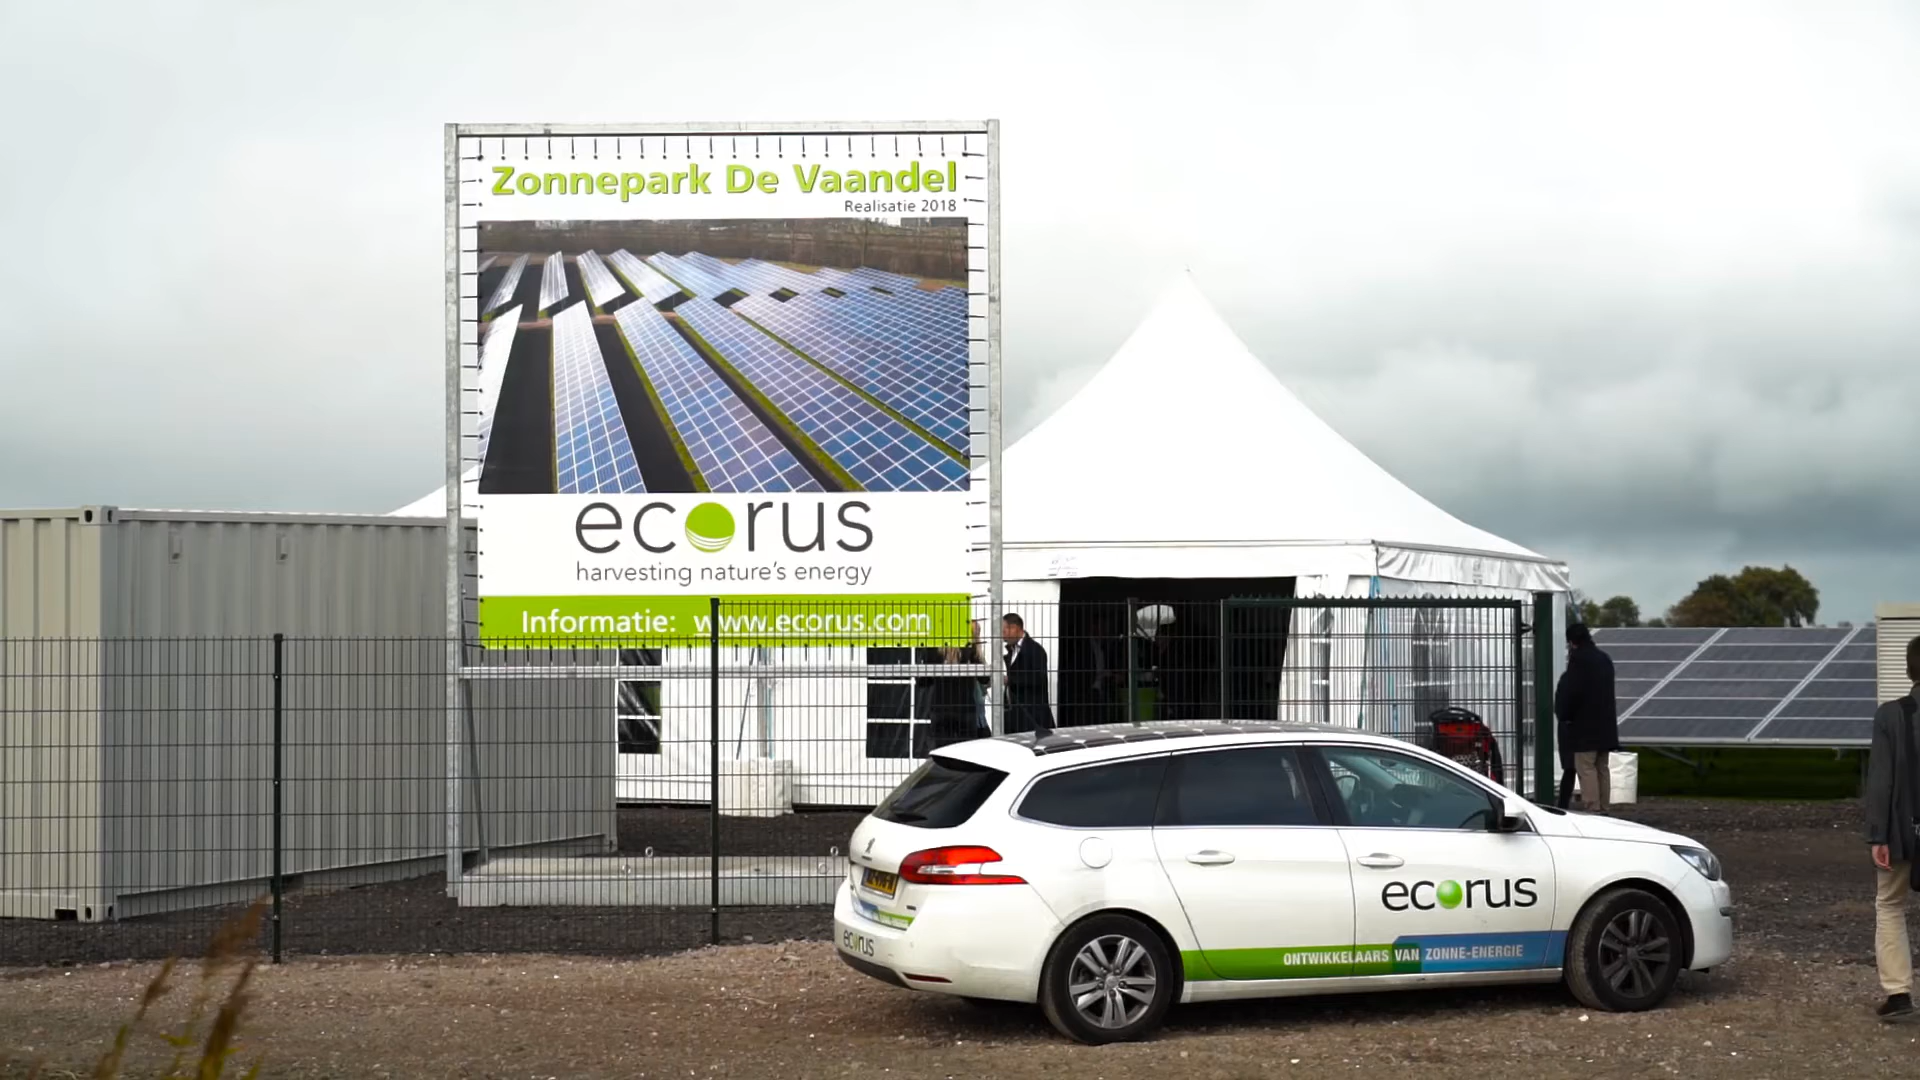 Zonnepark De Vaandel
Realisatie 2018
ecorus
harvesting nature's energy
Informatie: www.ecorus.com
ecorus
ONTWIKKELAARS VAN ZONNE-ENERGIE
ecorus